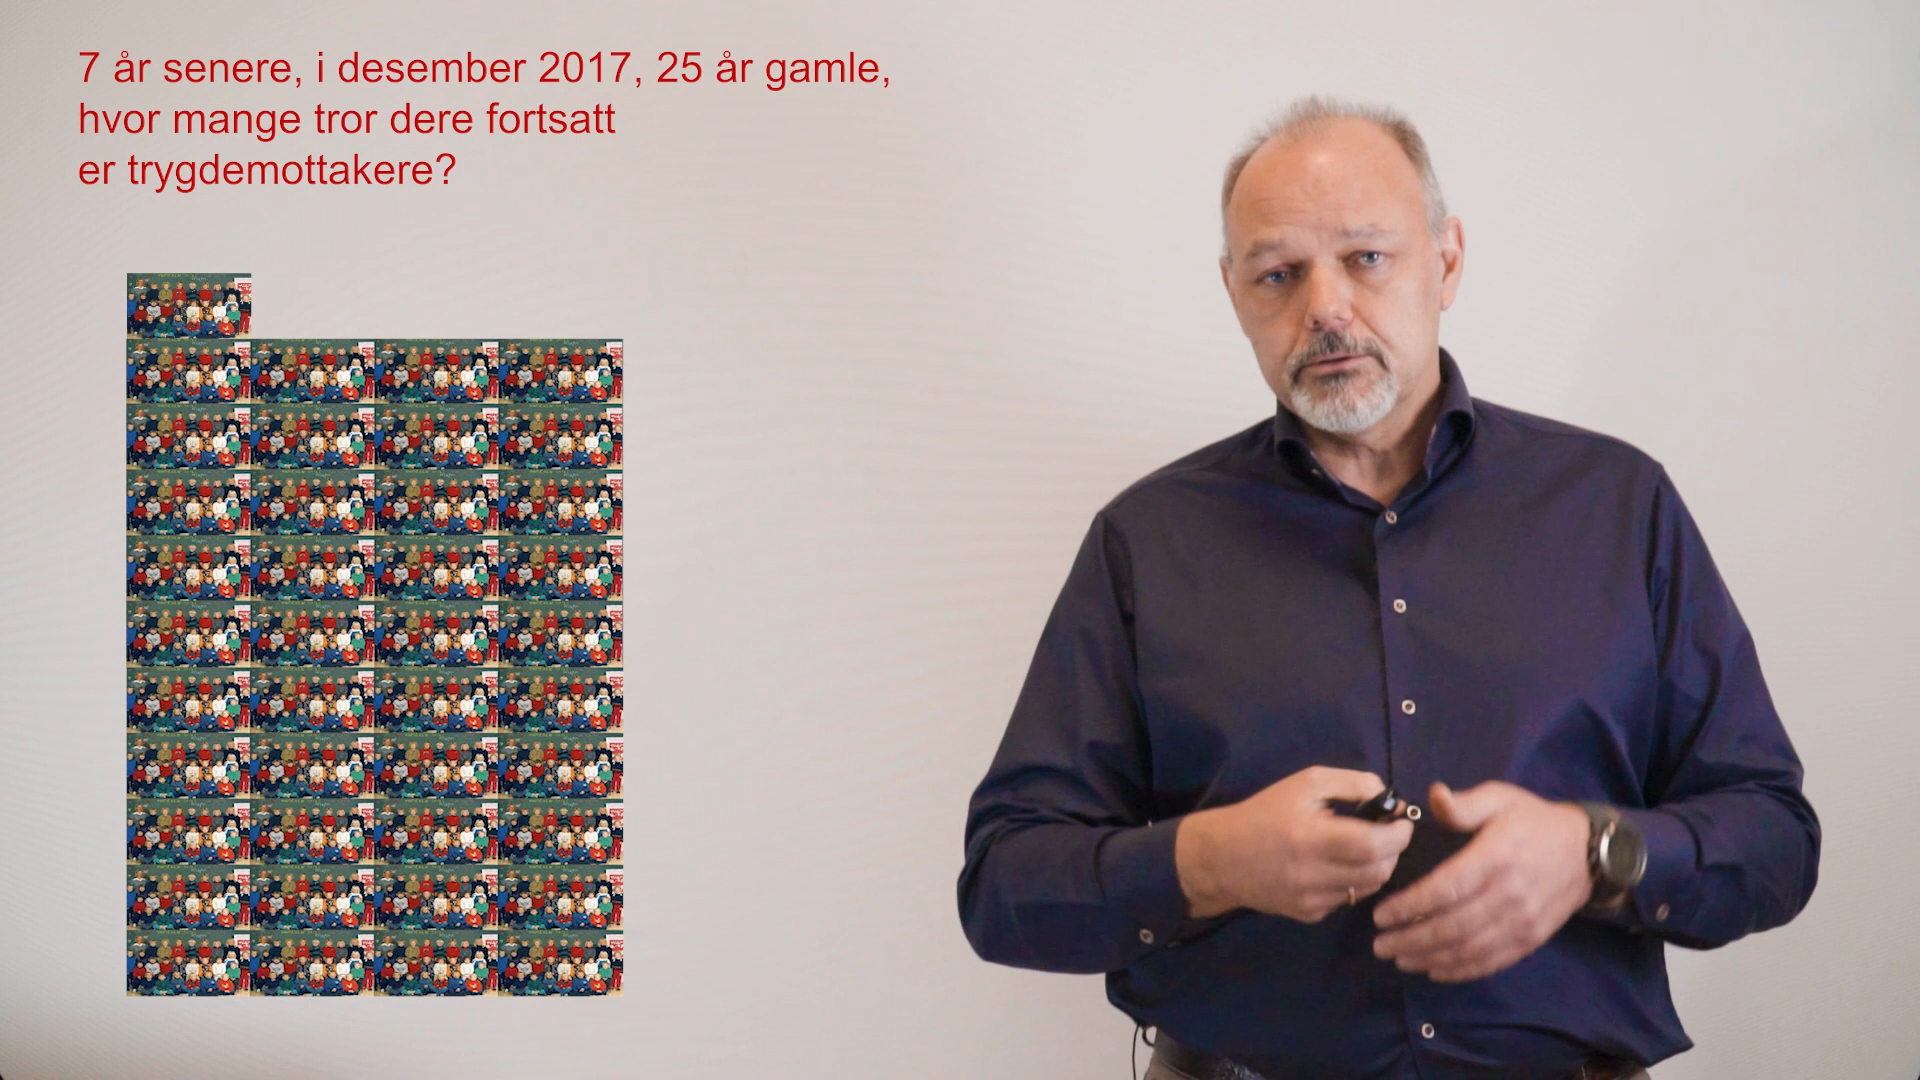 7 år senere, i desember 2017, 25 år gamle,
hvor mange tror dere fortsatt
er trygdemottakere?